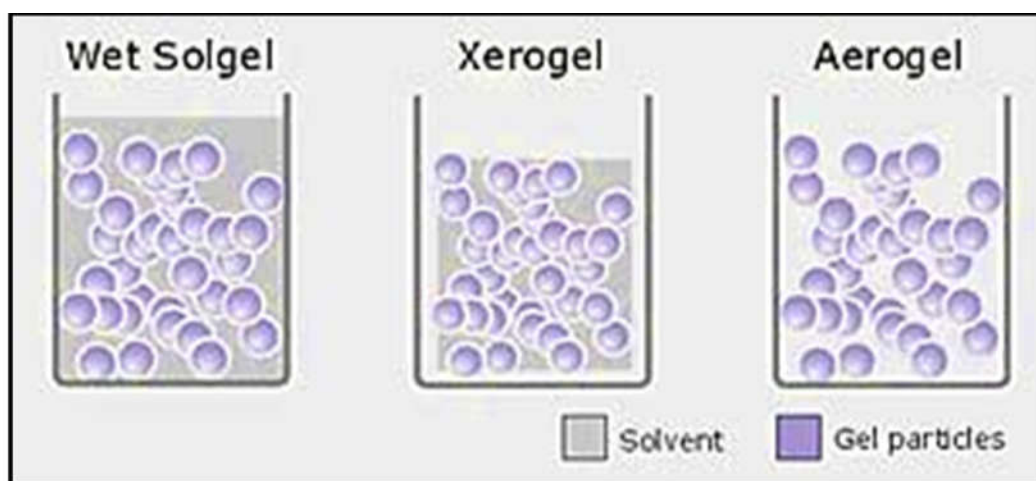 Wet Solgel
Xerogel
Aerogel
Solvent
Gel particles